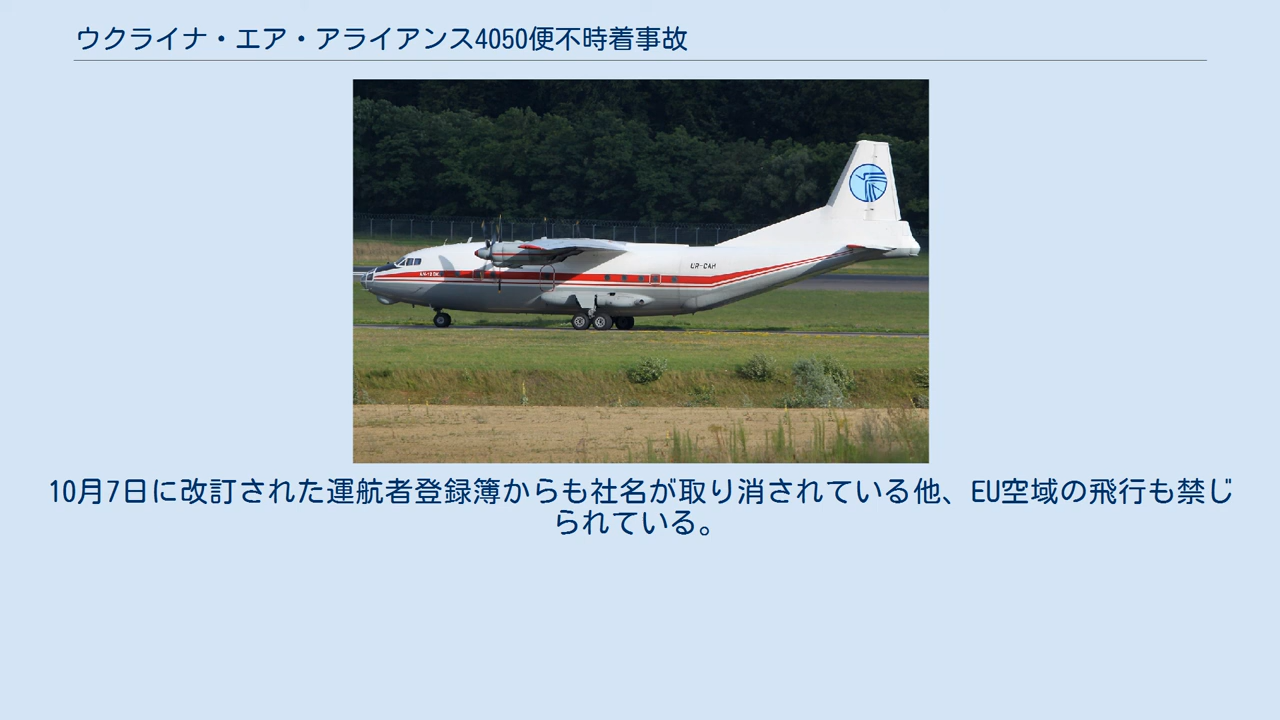 ウクライナ・エア・アライアンス4050便不時着事故
UR-CAH
10月7日に改訂された運航者登録簿からも社名が取り消されている他、EU空域の飛行も禁じ
られている。